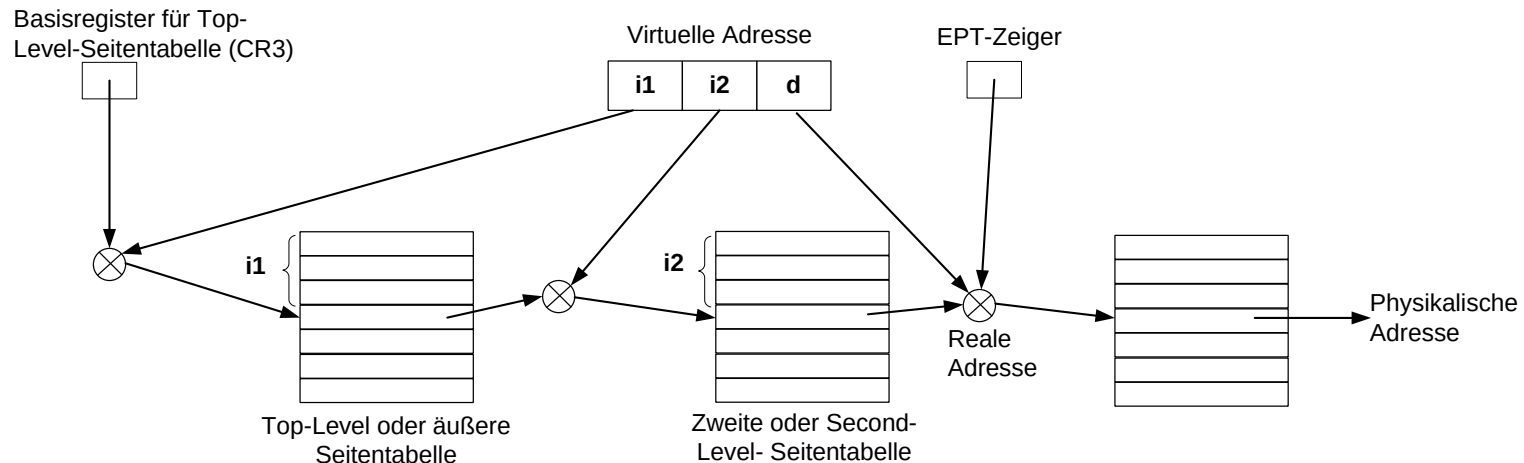 Basisregister für Top-
Level-Seitentabelle (CR3)
Virtuelle Adresse
EPT-Zeiger
i1 i2 d
i1
i2
Reale
Adresse
Physikalische
Adresse
Top-Level oder äußere
Seitentabelle
Zweite oder Second-
Level- Seitentabelle